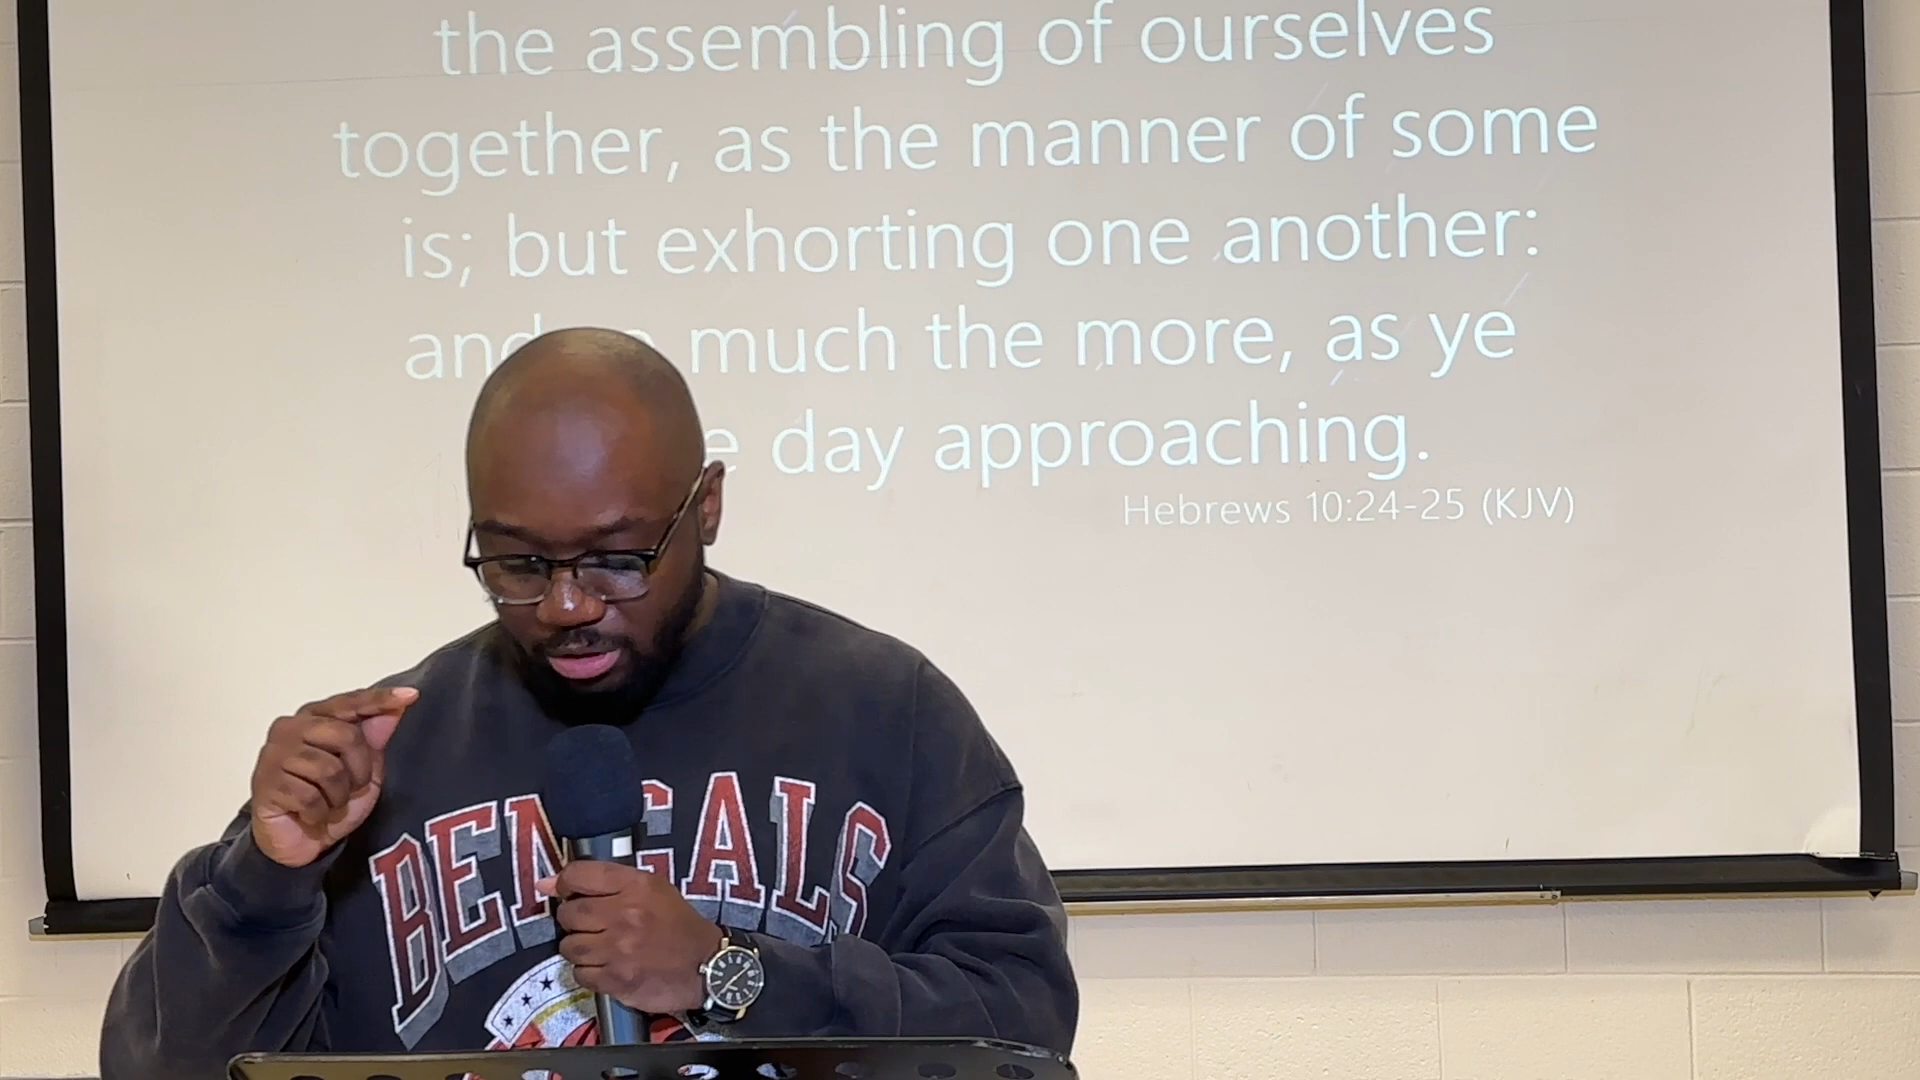 the assembling of ourselves
together, as the manner of some
is; but exhorting one another:
much the more, as ye
day approaching.
Hebrews 10:24-25 (KJV)
BENGALS